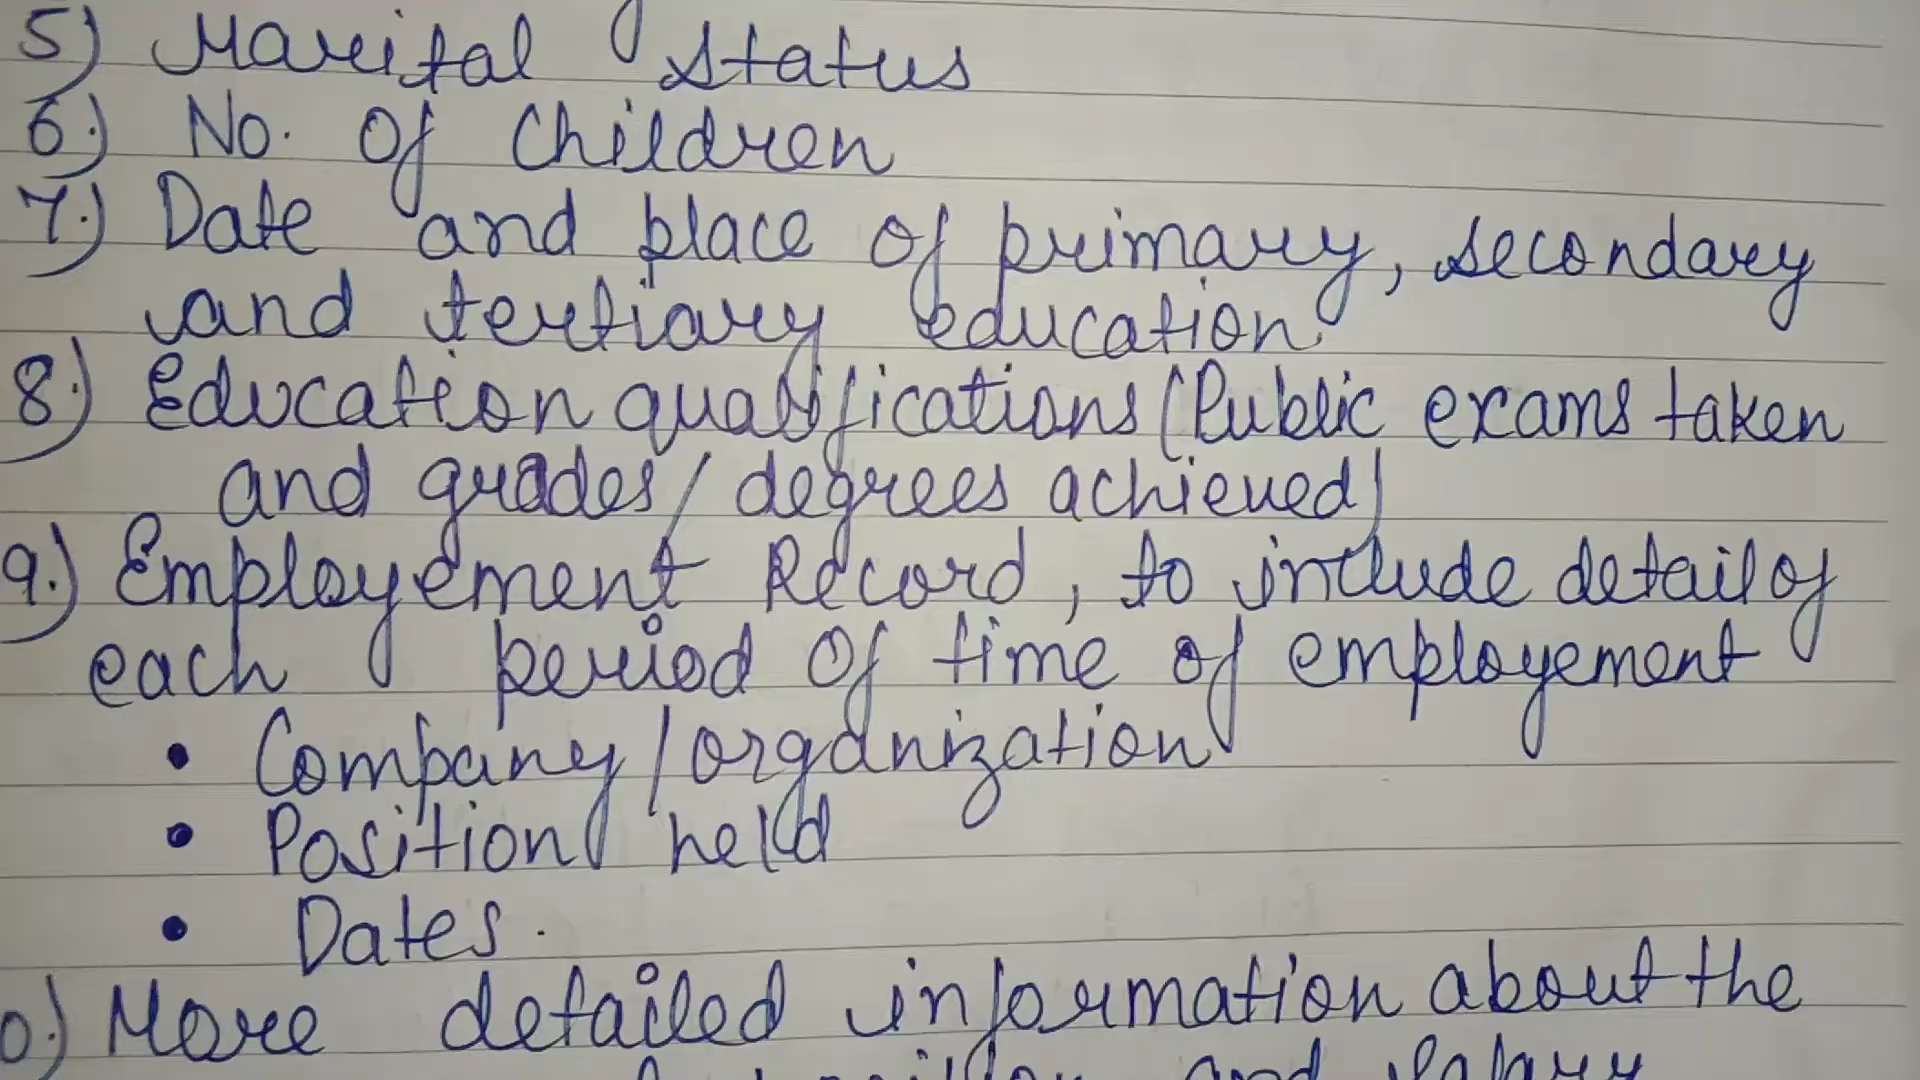 5) Marital Status
6.) No. Of Children
7.) Date and place of primary, secondary
and tertiary education
8.) Education qualifications (Public exams taken
and grades/degrees achieved)
9.) Employement Record, to include detail of
each period of time of employement
• Company/organization
• Position held
• Dates.
0.) More detailed information about the
and salary